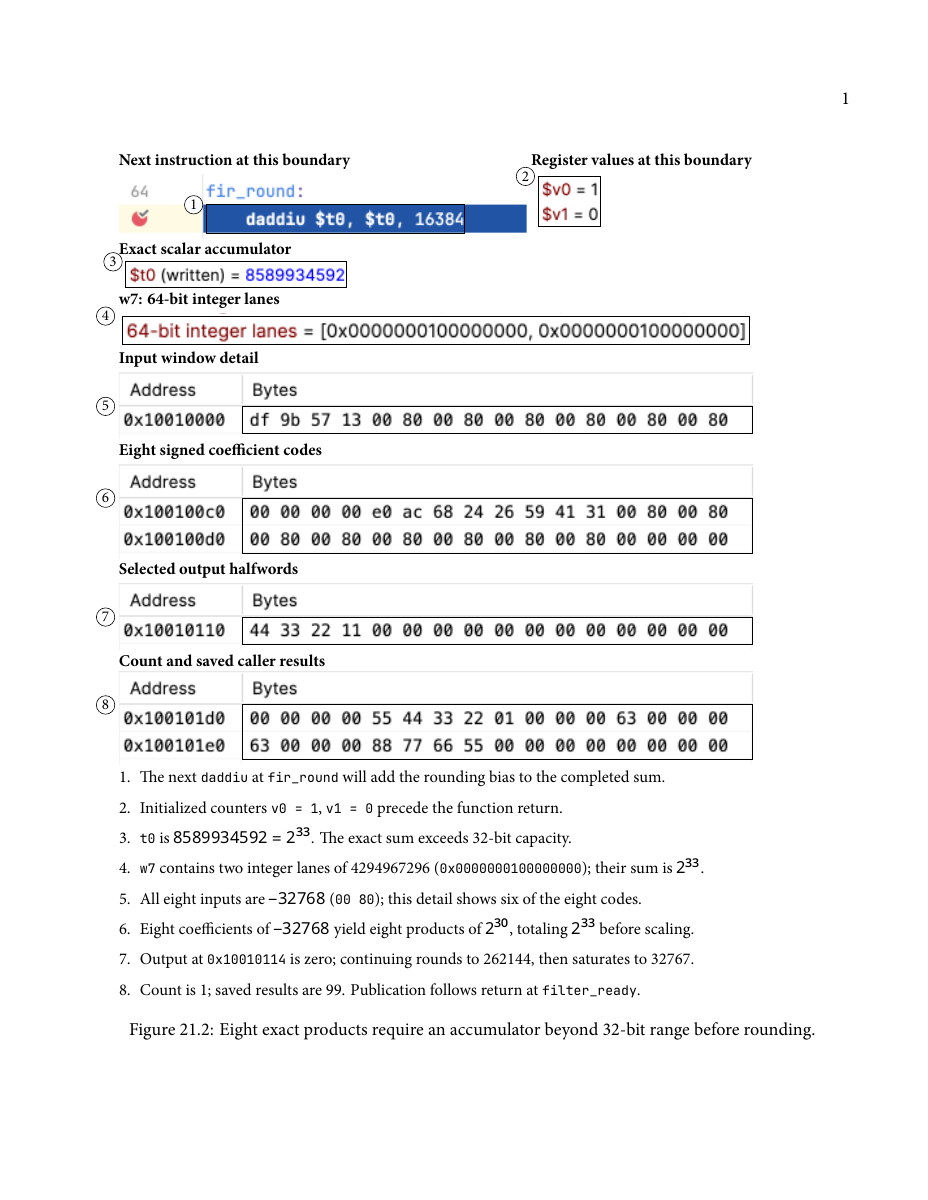 1
Next instruction at this boundary
Register values at this boundary
64 fir_round:
1 daddiu $t0, $t0, 16384
2
$v0 = 1
$v1 = 0
Exact scalar accumulator
3 $t0 (written) = 8589934592
w7: 64-bit integer lanes
4 64-bit integer lanes = [0x0000000100000000, 0x0000000100000000]
Input window detail
Address Bytes
5 0x10010000 df 9b 57 13 00 80 00 80 00 80 00 80 00 80 00 80
Eight signed coefficient codes
Address Bytes
6 0x100100c0 00 00 00 00 e0 ac 68 24 26 59 41 31 00 80 00 80
0x100100d0 00 80 00 80 00 80 00 80 00 80 00 80 00 00 00 00
Selected output halfwords
Address Bytes
7 0x10010110 44 33 22 11 00 00 00 00 00 00 00 00 00 00 00 00
Count and saved caller results
Address Bytes
8 0x100101d0 00 00 00 00 55 44 33 22 01 00 00 00 63 00 00 00
0x100101e0 63 00 00 00 88 77 66 55 00 00 00 00 00 00 00 00
1. The next daddiu at fir_round will add the rounding bias to the completed sum.
2. Initialized counters v0 = 1, v1 = 0 precede the function return.
3. t0 is 8589934592 = 2³³. The exact sum exceeds 32-bit capacity.
4. w7 contains two integer lanes of 4294967296 (0x0000000100000000); their sum is 2³³.
5. All eight inputs are −32768 (00 80); this detail shows six of the eight codes.
6. Eight coefficients of −32768 yield eight products of 2³⁰, totaling 2³³ before scaling.
7. Output at 0x10010114 is zero; continuing rounds to 262144, then saturates to 32767.
8. Count is 1; saved results are 99. Publication follows return at filter_ready.
Figure 21.2: Eight exact products require an accumulator beyond 32-bit range before rounding.